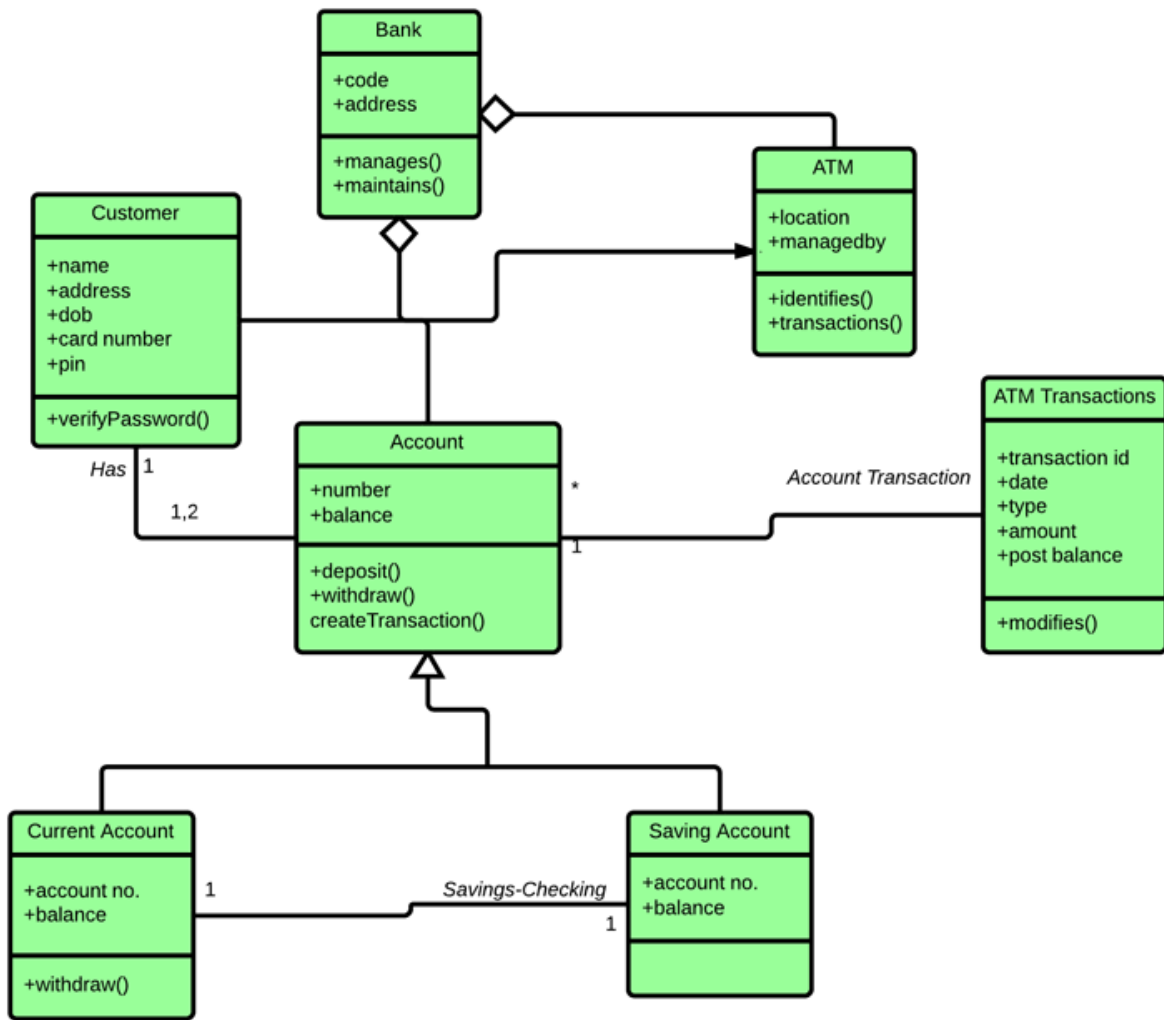 Bank
+code
+address
+manages()
+maintains()
ATM
+location
+managedby
+identifies()
+transactions()
Customer
+name
+address
+dob
+card number
+pin
+verifyPassword()
Has
1
1,2
Account
+number
+balance
+deposit()
+withdraw()
createTransaction()
*
1
Account Transaction
ATM Transactions
+transaction id
+date
+type
+amount
+post balance
+modifies()
Current Account
+account no.
+balance
+withdraw()
1
Savings-Checking
1
Saving Account
+account no.
+balance